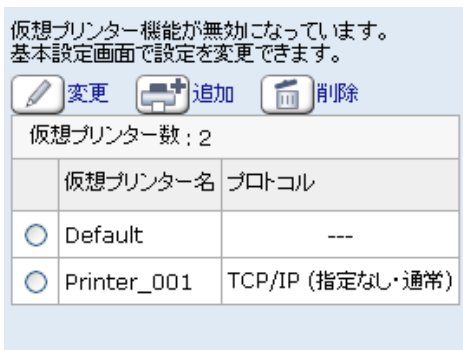 仮想プリンター機能が無効になっています。
基本設定画面で設定を変更できます。
変更 追加 削除
仮想プリンター数 : 2
仮想プリンター名 プロトコル
Default ---
Printer_001 TCP/IP (指定なし・通常)